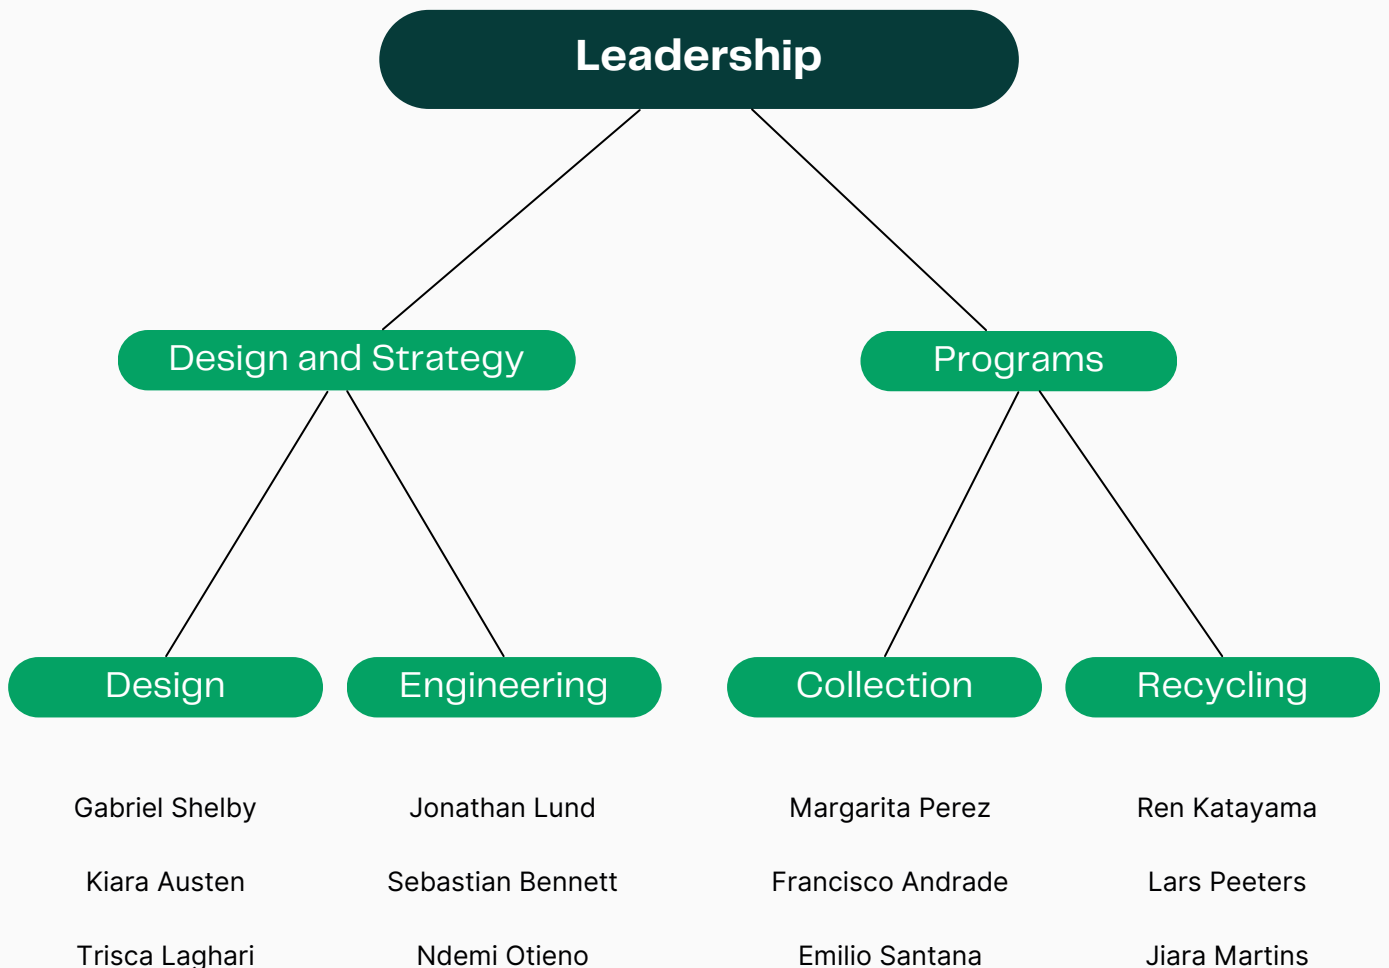 Leadership
Design and Strategy
Programs
Design
Engineering
Collection
Recycling
Gabriel Shelby
Jonathan Lund
Margarita Perez
Ren Katayama
Kiara Austen
Sebastian Bennett
Francisco Andrade
Lars Peeters
Trisca Laghari
Ndemi Otieno
Emilio Santana
Jiara Martins